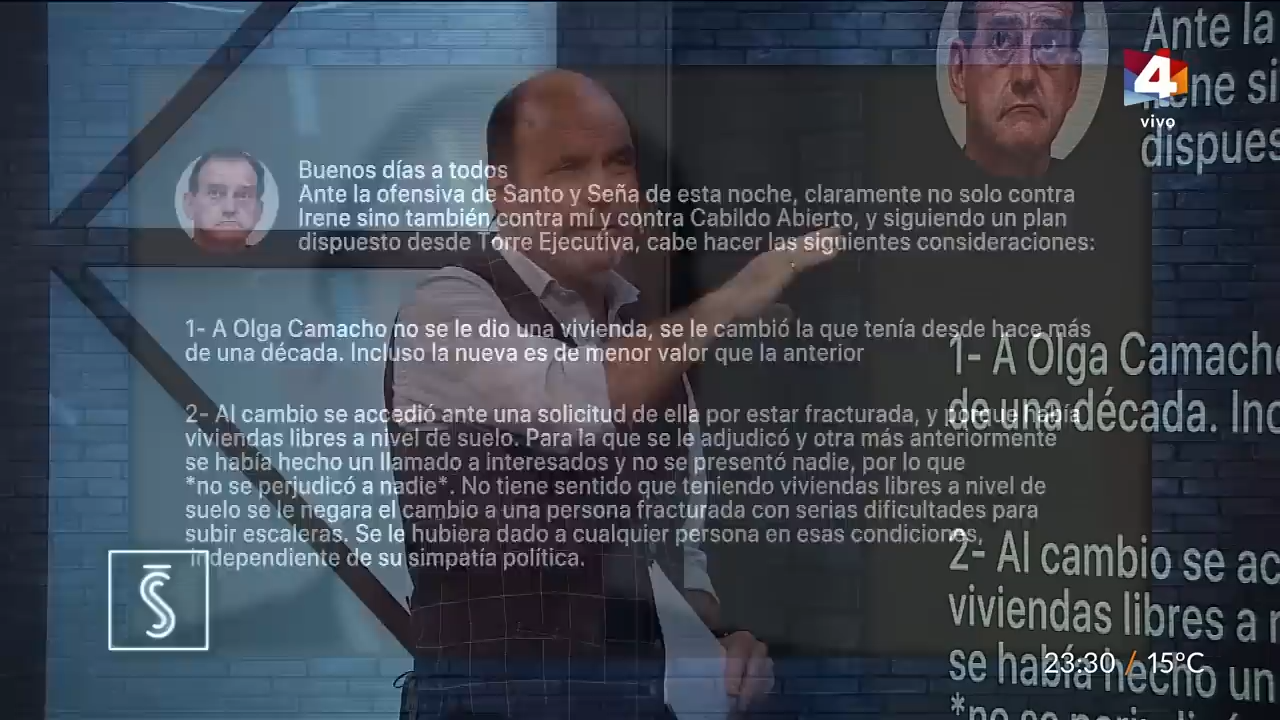 Buenos días a todos
Ante la ofensiva de Santo y Seña de esta noche, claramente no solo contra
Irene sino también contra mí y contra Cabildo Abierto, y siguiendo un plan
dispuesto desde Torre Ejecutiva, cabe hacer las siguientes consideraciones:
1- A Olga Camacho no se le dio una vivienda, se le cambió la que tenía desde hace más
de una década. Incluso la nueva es de menor valor que la anterior
2- Al cambio se accedió ante una solicitud de ella por estar fracturada, y porque había
viviendas libres a nivel de suelo. Para la que se le adjudicó y otra más anteriormente
se había hecho un llamado a interesados y no se presentó nadie, por lo que
*no se perjudicó a nadie*. No tiene sentido que teniendo viviendas libres a nivel de
suelo se le negara el cambio a una persona fracturada con serias dificultades para
subir escaleras. Se le hubiera dado a cualquier persona en esas condiciones,
independiente de su simpatía política.
Ante la
Irene si
dispues
4
vivo
1- A Olga Camacho
de una década. Inc
2- Al cambio se ac
viviendas libres a n
se había hecho un
*no se perjudicó
S
23:30 / 15°C